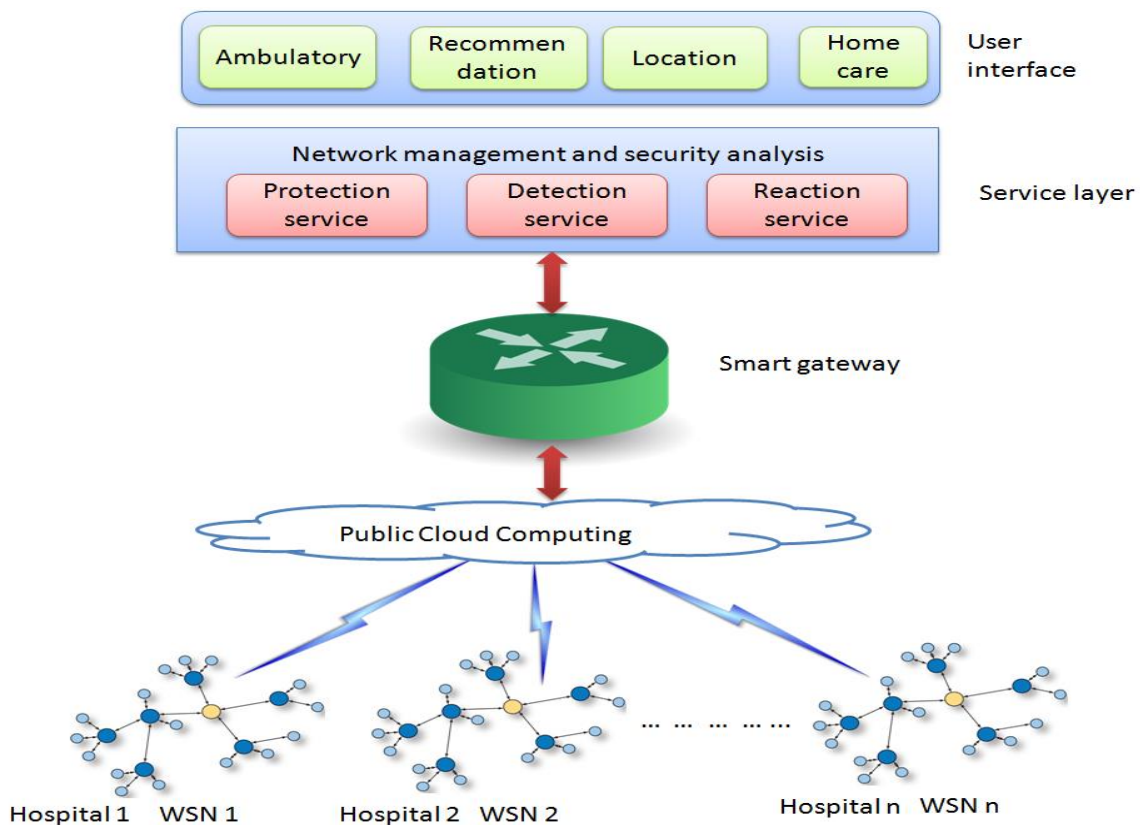 Ambulatory
Recommen
dation
Location
Home
care
User
interface
Network management and security analysis
Protection
service
Detection
service
Reaction
service
Service layer
Smart gateway
Public Cloud Computing
... ... ... ... ...
Hospital 1 WSN 1
Hospital 2 WSN 2
Hospital n WSN n